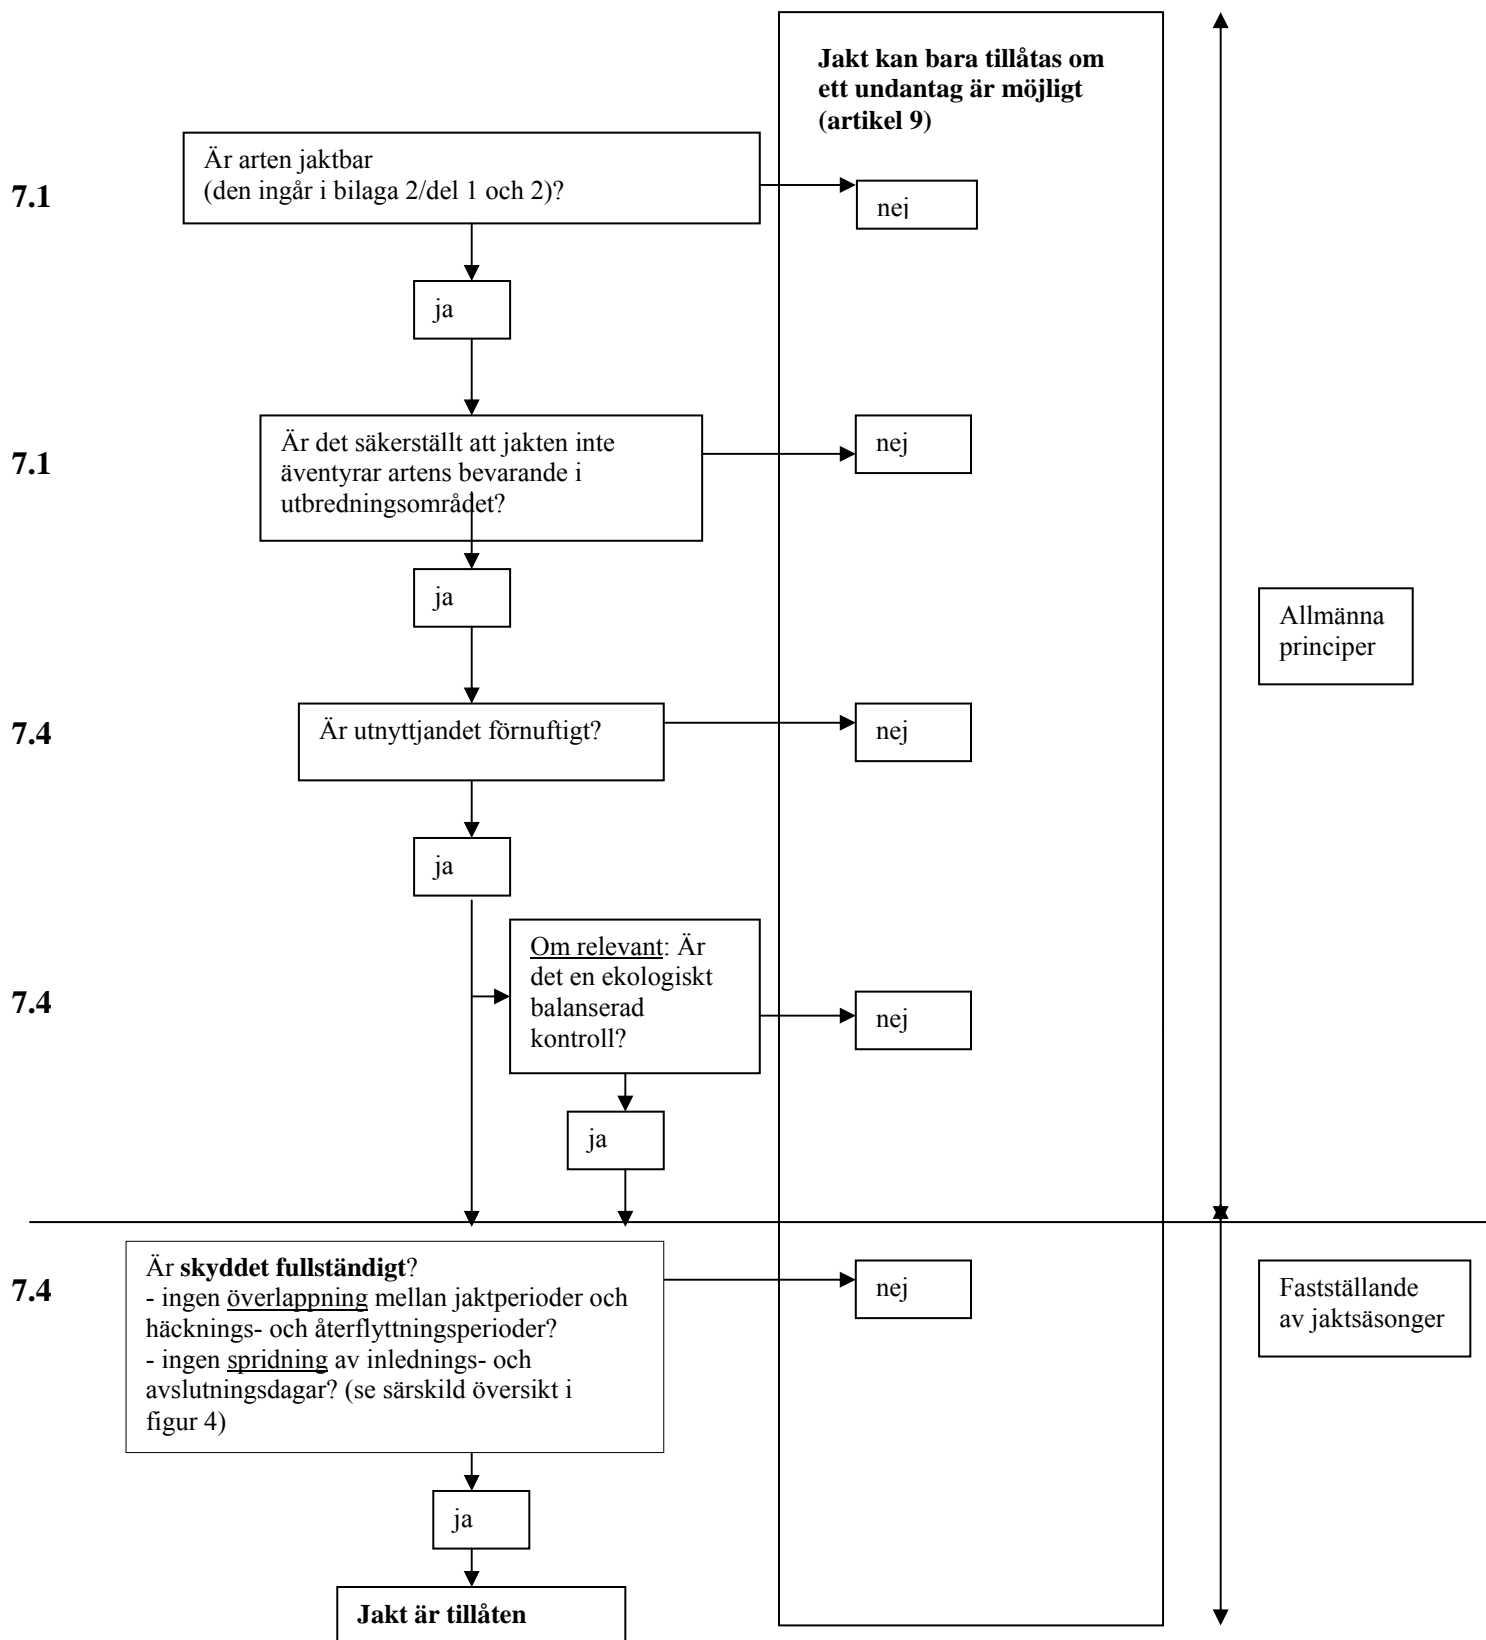 Jakt kan bara tillåtas om
ett undantag är möjligt
(artikel 9)
7.1
Är arten jaktbar
(den ingår i bilaga 2/del 1 och 2)?
nej
ja
7.1
Är det säkerställt att jakten inte
äventyrar artens bevarande i
utbredningsområdet?
nej
ja
Allmänna
principer
7.4
Är utnyttjandet förnuftigt?
nej
ja
7.4
Om relevant: Är
det en ekologiskt
balanserad
kontroll?
nej
ja
7.4
Är skyddet fullständigt?
- ingen överlappning mellan jaktperioder och
häcknings- och återflyttningsperioder?
- ingen spridning av inlednings- och
avslutningsdagar? (se särskild översikt i
figur 4)
nej
Fastställande
av jaktsäsonger
ja
Jakt är tillåten